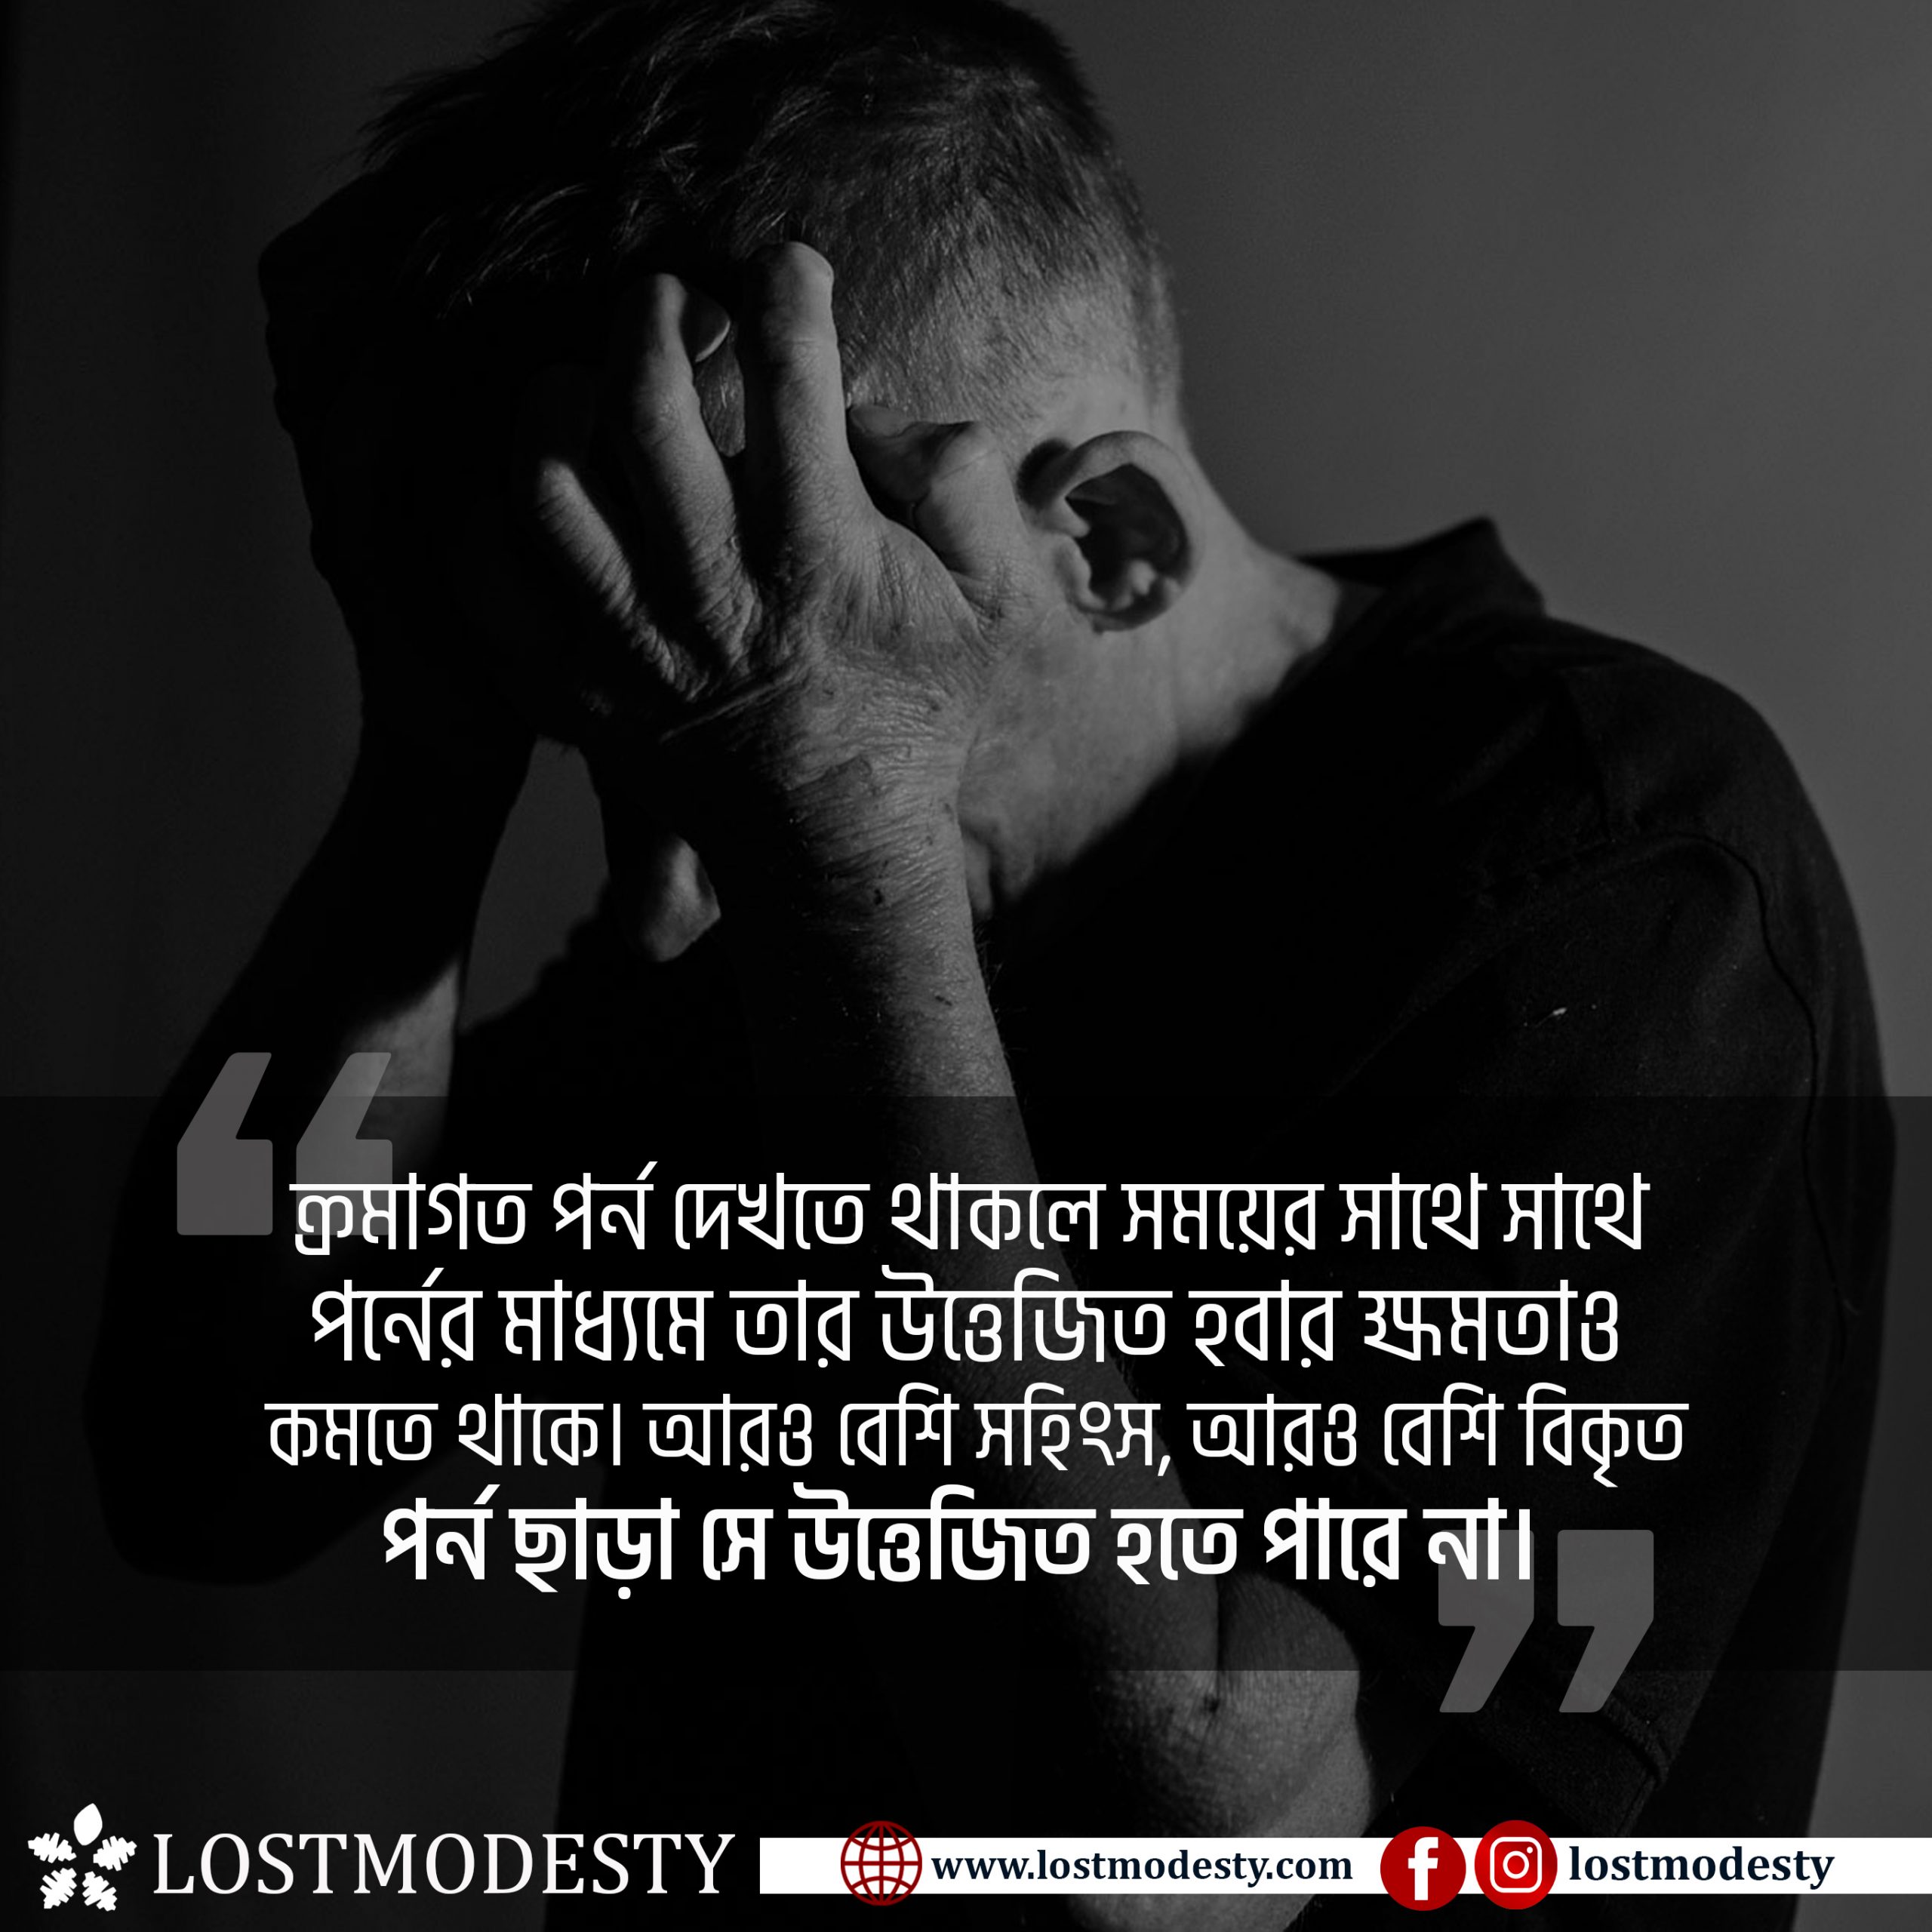 ক্রমাগত পর্ন দেখতে থাকলে সময়ের সাথে সাথে
পর্নের মাধ্যমে তার উত্তেজিত হবার ক্ষমতাও
কমতে থাকে। আরও বেশি সহিংস, আরও বেশি বিকৃত
পর্ন ছাড়া সে উত্তেজিত হতে পারে না।
LOSTMODESTY www.lostmodesty.com lostmodesty